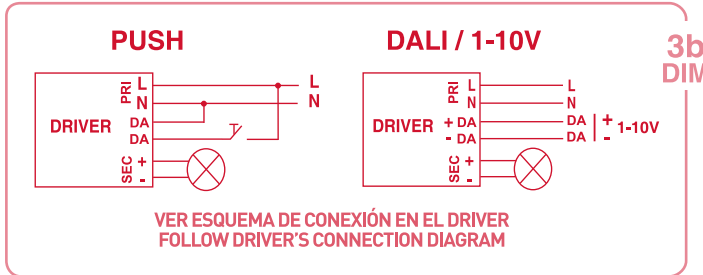 PUSH
DRIVER
PRI
L
N
DA
DA
SEC
+
-
L
N
DALI / 1-10V
DRIVER
PRI
L
N
+ DA
- DA
SEC
+
-
L
N
DA +
DA -
1-10V
3b
DIM
VER ESQUEMA DE CONEXIÓN EN EL DRIVER
FOLLOW DRIVER'S CONNECTION DIAGRAM